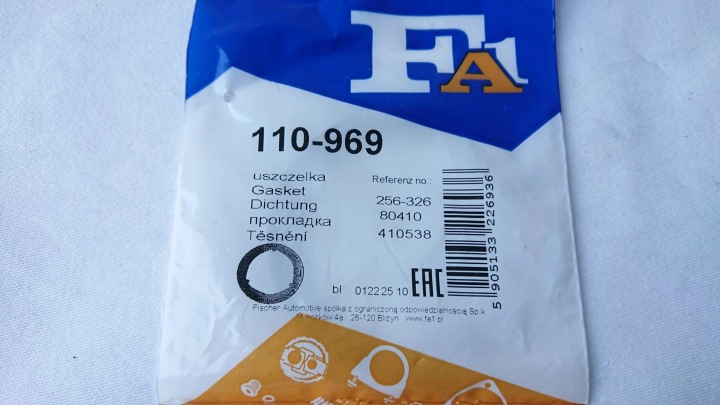 FA1
110-969
uszczelka
Gasket
Dichtung
прокладка
Těsnění
Referenz no.:
256-326
80410
410538
5 905133 226936
bl 012225 10 EAC
Fischer Automotive spółka z ograniczoną odpowiedzialnością Sp.k
4a 26-120 Bliżyn www.fa1.pl